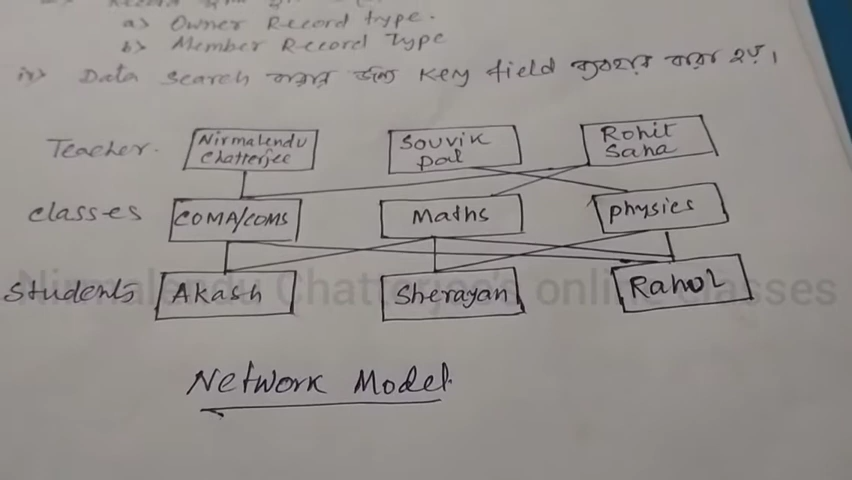 a) Owner Record type.
b) Member Record Type
iv) Data search করার জন্য Key field ব্যবহার করা হয়।
Teacher. Nirmalendu Chatterjee Souvik Pal Rohit Saha
Classes COMA/COMS Maths physics
Students Akash Sherayan Rahul
Nirmalendu Chatterjee's online classes
Network Model.